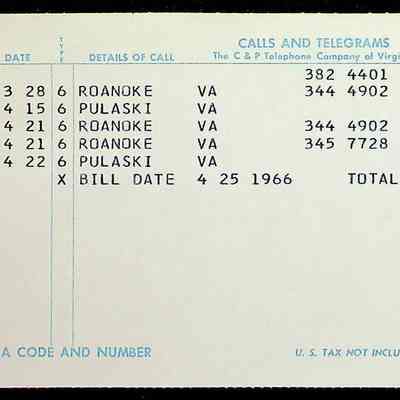 CALLS AND TELEGRAMS
DATE TYPE DETAILS OF CALL The C & P Telephone Company of
382 4401
3 28 6 ROANOKE VA 344 4902
4 15 6 PULASKI VA
4 21 6 ROANOKE VA 344 4902
4 21 6 ROANOKE VA 345 7728
4 22 6 PULASKI VA
X BILL DATE 4 25 1966 TOTAL
A CODE AND NUMBER U. S. TAX NOT